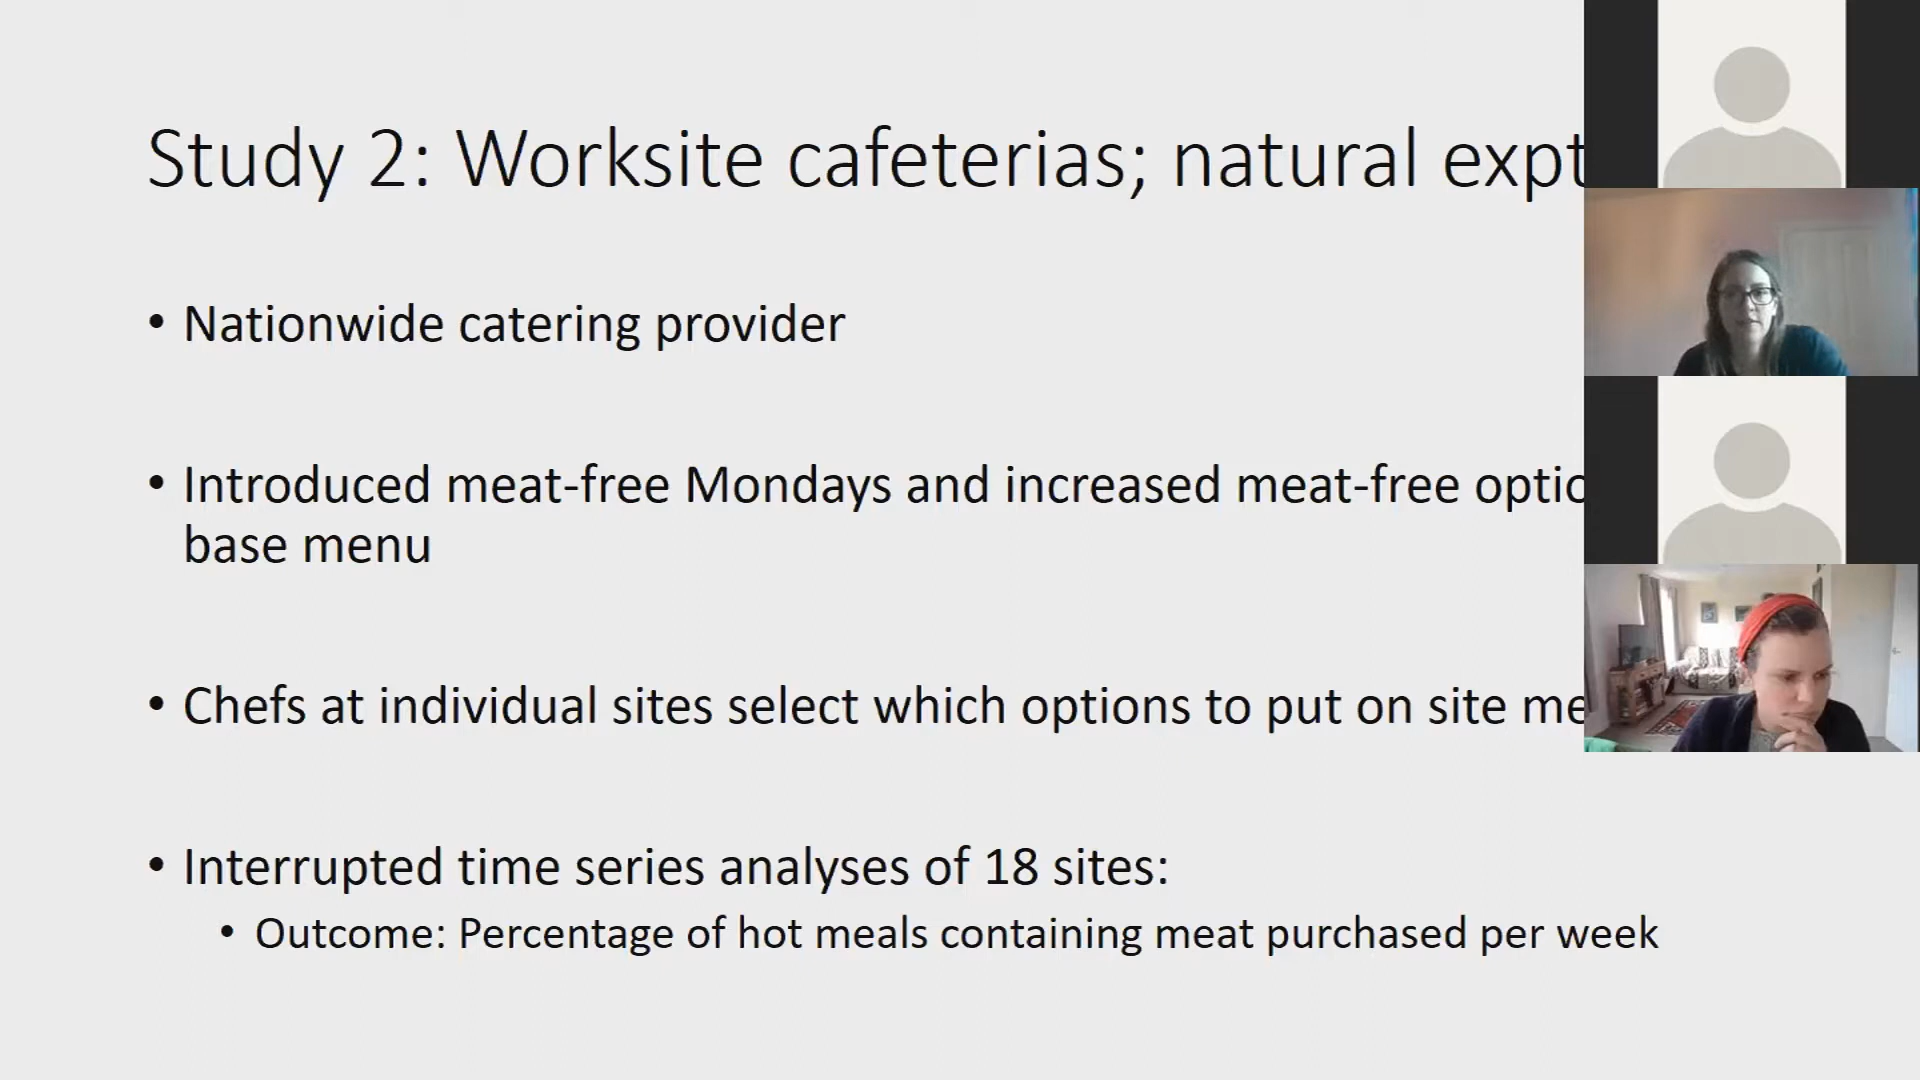 Study 2: Worksite cafeterias; natural expt
• Nationwide catering provider
• Introduced meat-free Mondays and increased meat-free
base menu
• Chefs at individual sites select which options to put on site
• Interrupted time series analyses of 18 sites:
• Outcome: Percentage of hot meals containing meat purchased per week